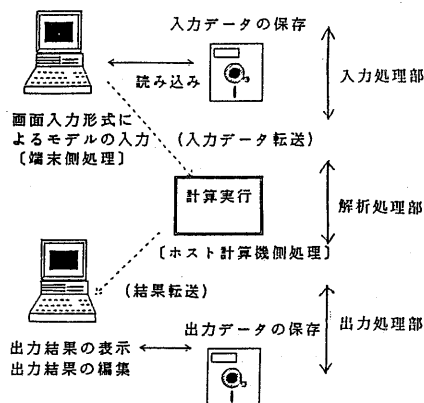 入力データの保存
読み込み
入力処理部
画面入力形式に
よるモデルの入力
〔端末側処理〕
(入力データ転送)
計算実行
解析処理部
〔ホスト計算機側処理〕
(結果転送)
出力データの保存
出力処理部
出力結果の表示
出力結果の編集